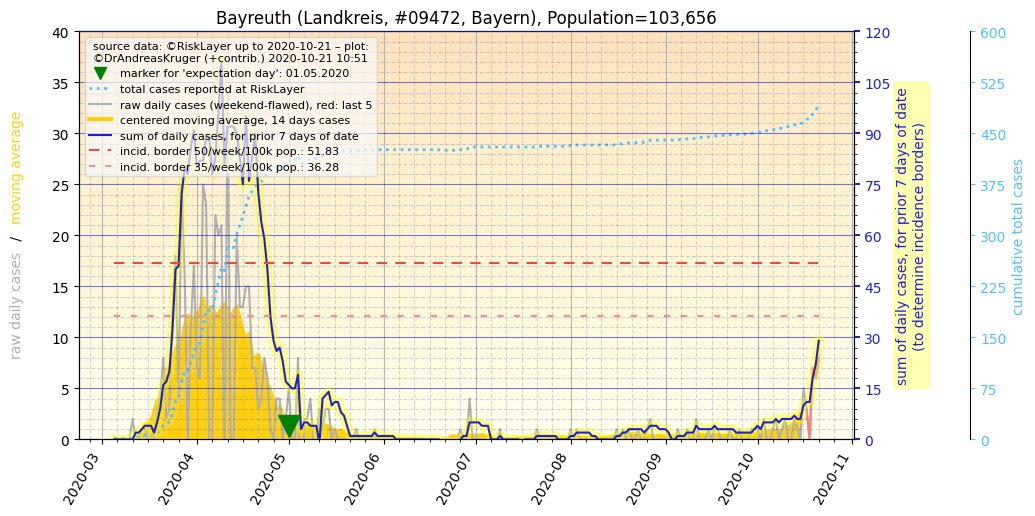 Bayreuth (Landkreis, #09472, Bayern), Population=103,656
source data: ©RiskLayer up to 2020-10-21 – plot:
©DrAndreasKruger (+contrib.) 2020-10-21 10:51
marker for 'expectation day': 01.05.2020
total cases reported at RiskLayer
raw daily cases (weekend-flawed), red: last 5
centered moving average, 14 days cases
sum of daily cases, for prior 7 days of date
incid. border 50/week/100k pop.: 51.83
incid. border 35/week/100k pop.: 36.28
raw daily cases / moving average
40
35
30
25
20
15
10
5
0
120
105
90
75
60
45
30
15
0
sum of daily cases, for prior 7 days of date
(to determine incidence borders)
600
525
450
375
300
225
150
75
0
cumulative total cases
2020-03
2020-04
2020-05
2020-06
2020-07
2020-08
2020-09
2020-10
2020-11